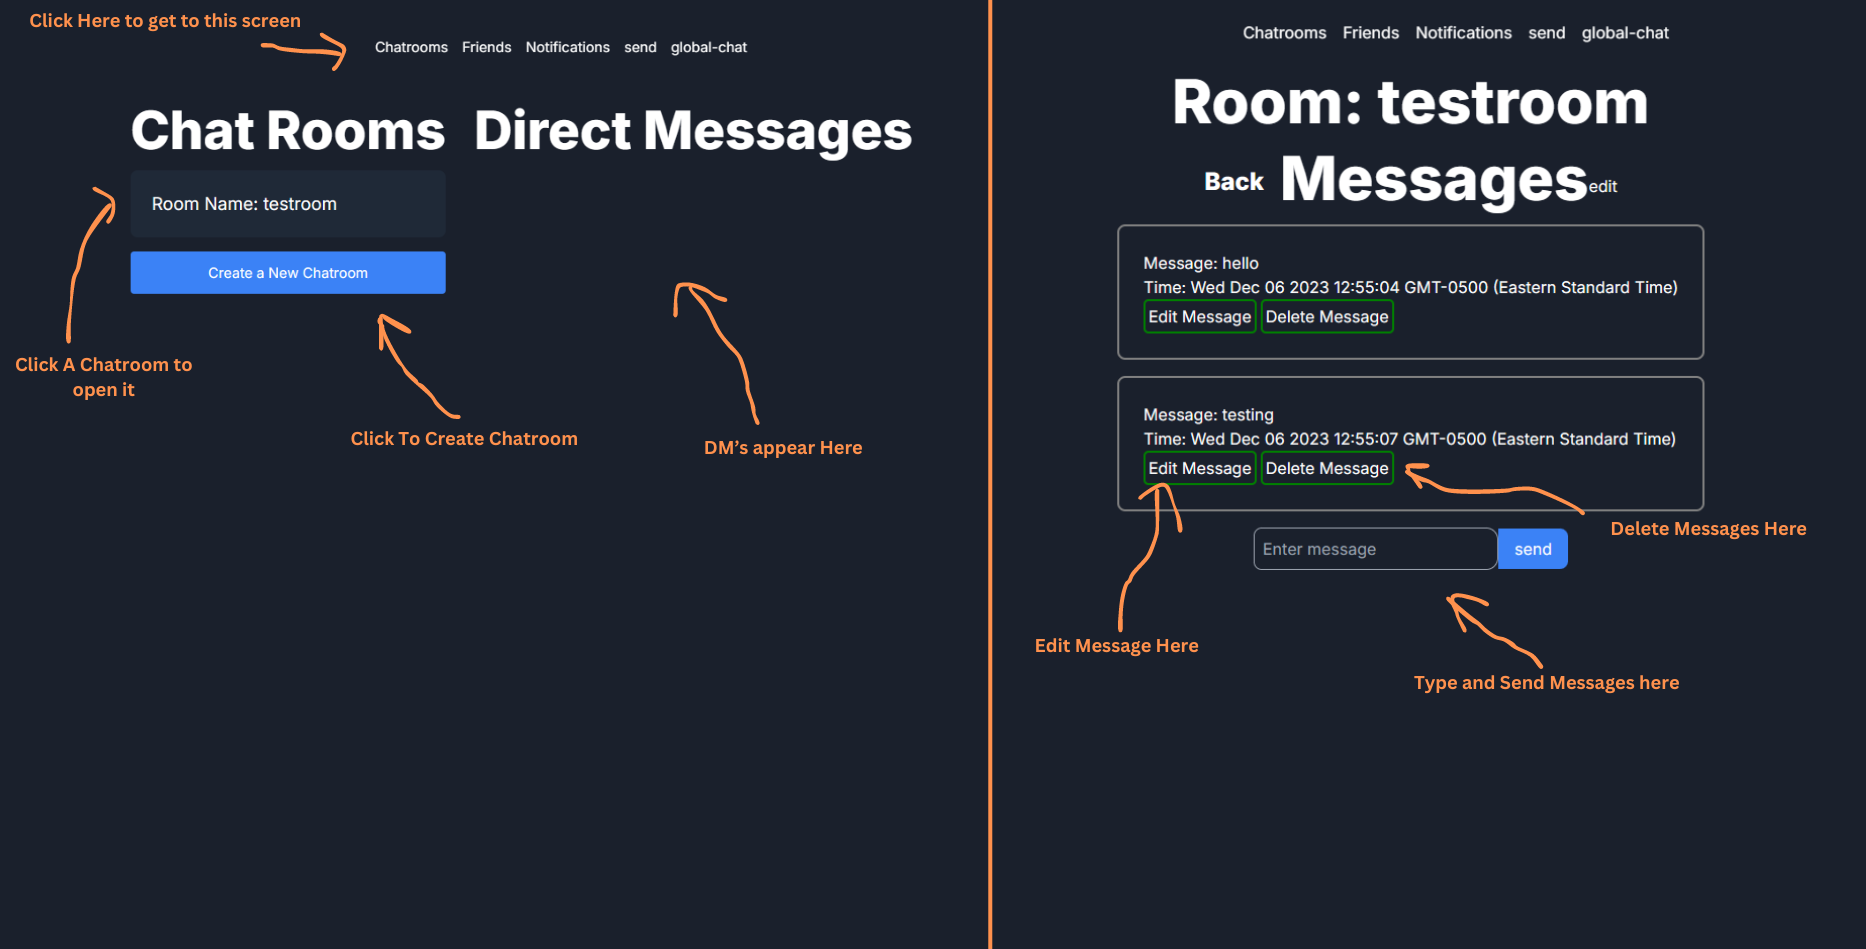 Click Here to get to this screen
Chatrooms Friends Notifications send global-chat
Chat Rooms Direct Messages
Room Name: testroom
Create a New Chatroom
Click A Chatroom to
open it
Click To Create Chatroom
DM’s appear Here
Chatrooms Friends Notifications send global-chat
Room: testroom
Back Messages edit
Message: hello
Time: Wed Dec 06 2023 12:55:04 GMT-0500 (Eastern Standard Time)
Edit Message Delete Message
Message: testing
Time: Wed Dec 06 2023 12:55:07 GMT-0500 (Eastern Standard Time)
Edit Message Delete Message
Delete Messages Here
Enter message send
Edit Message Here
Type and Send Messages here